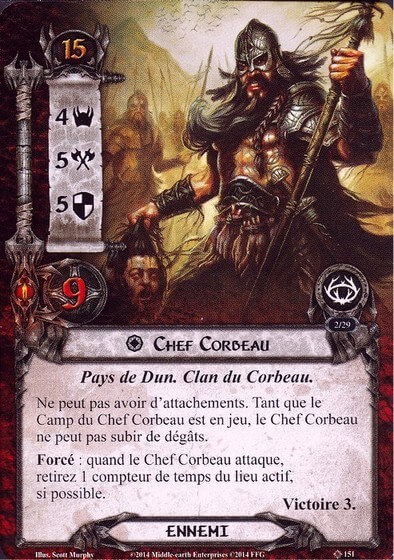 15
4
5
5
9
2/29
Chef Corbeau
Pays de Dun. Clan du Corbeau.
Ne peut pas avoir d'attachements. Tant que le
Camp du Chef Corbeau est en jeu, le Chef Corbeau
ne peut pas subir de dégâts.
Forcé : quand le Chef Corbeau attaque,
retirez 1 compteur de temps du lieu actif,
si possible.
Victoire 3.
ENNEMI
Illus. Scott Murphy ©2014 Middle-earth Enterprises ©2014 FFG 151